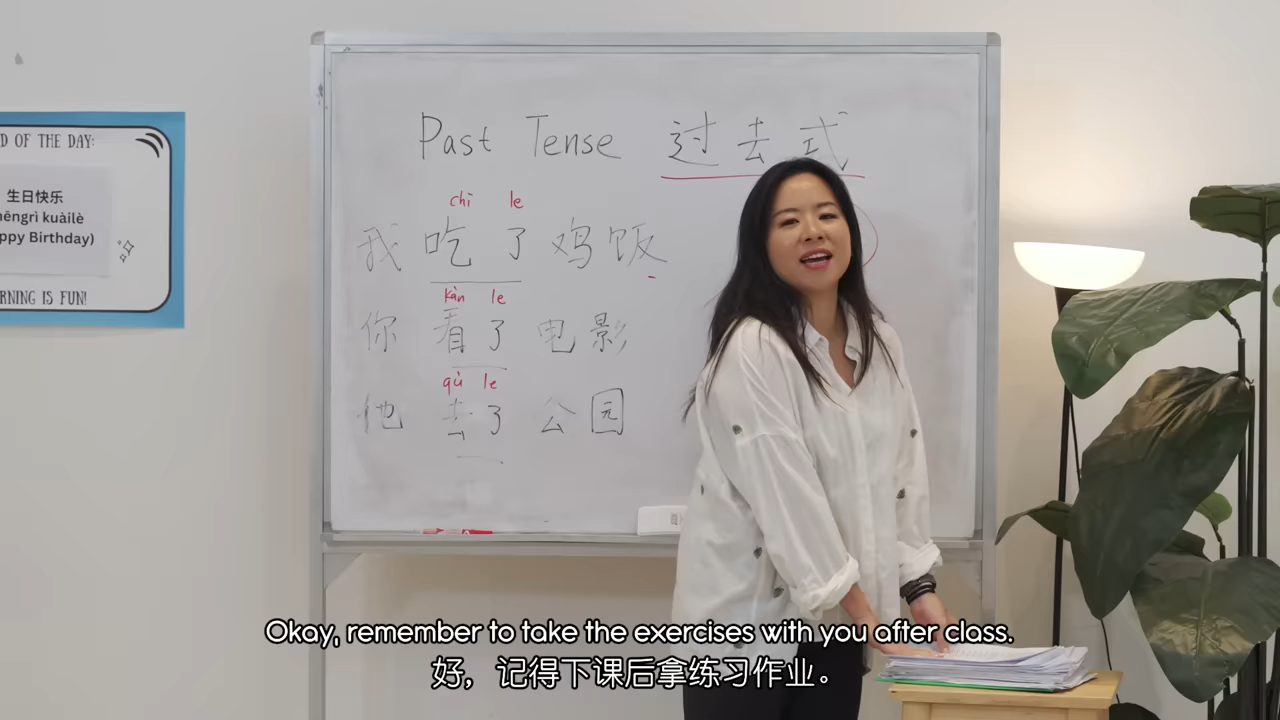 D OF THE DAY:
生日快乐
hēngrì kuàilè
ppy Birthday)
RNING IS FUN!
Past Tense 过去式
chī le
我吃了鸡饭
kàn le
你看了电影
qù le
他去了公园
Okay, remember to take the exercises with you after class.
好，记得下课后拿练习作业。